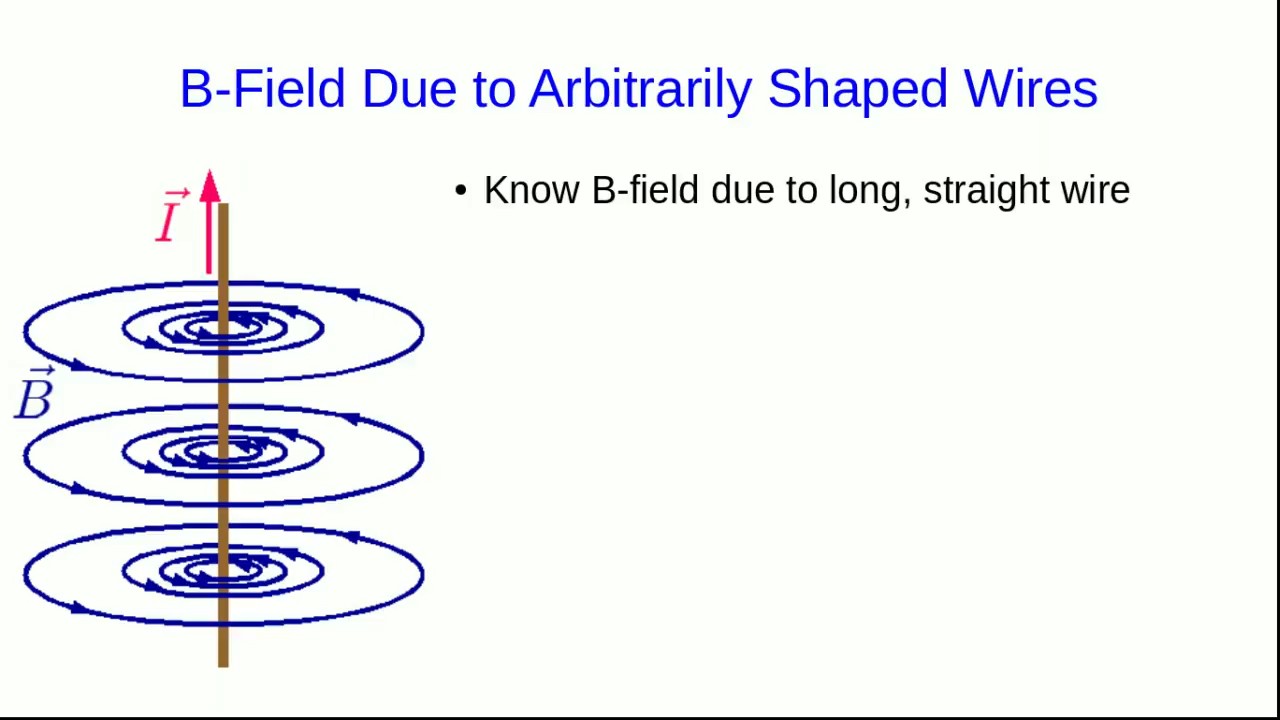 B-Field Due to Arbitrarily Shaped Wires
• Know B-field due to long, straight wire
I⃗
B⃗